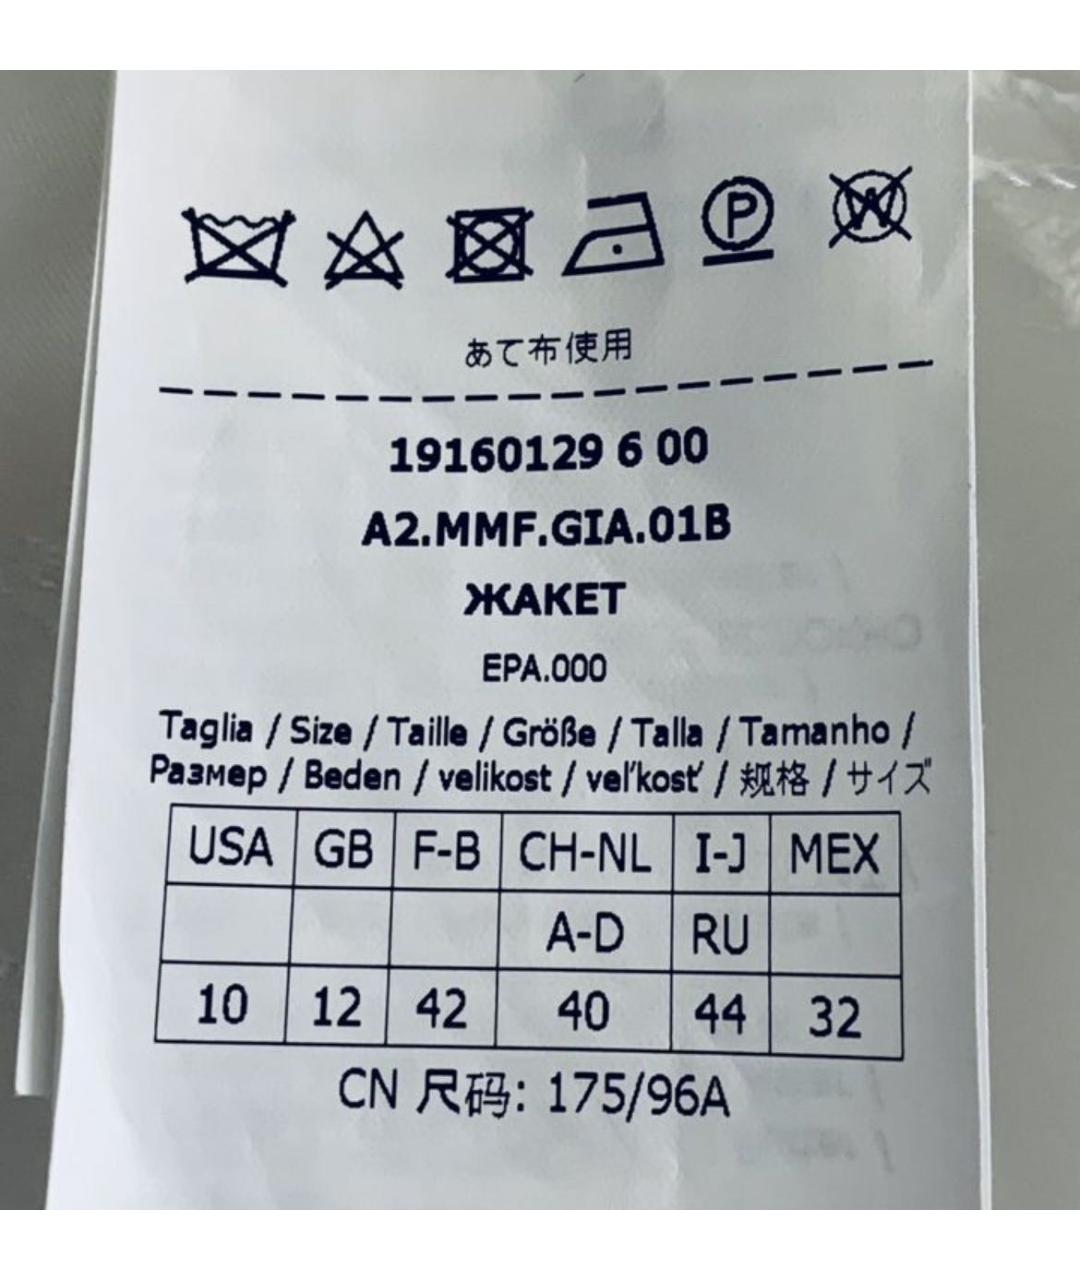 P W
あて布使用
19160129 6 00
A2.MMF.GIA.01B
ЖАКЕТ
EPA.000
Taglia / Size / Taille / Größe / Talla / Tamanho /
Размер / Beden / velikost / veľkosť / 规格 / サイズ
USA GB F-B CH-NL I-J MEX
A-D RU
10 12 42 40 44 32
CN 尺码: 175/96A